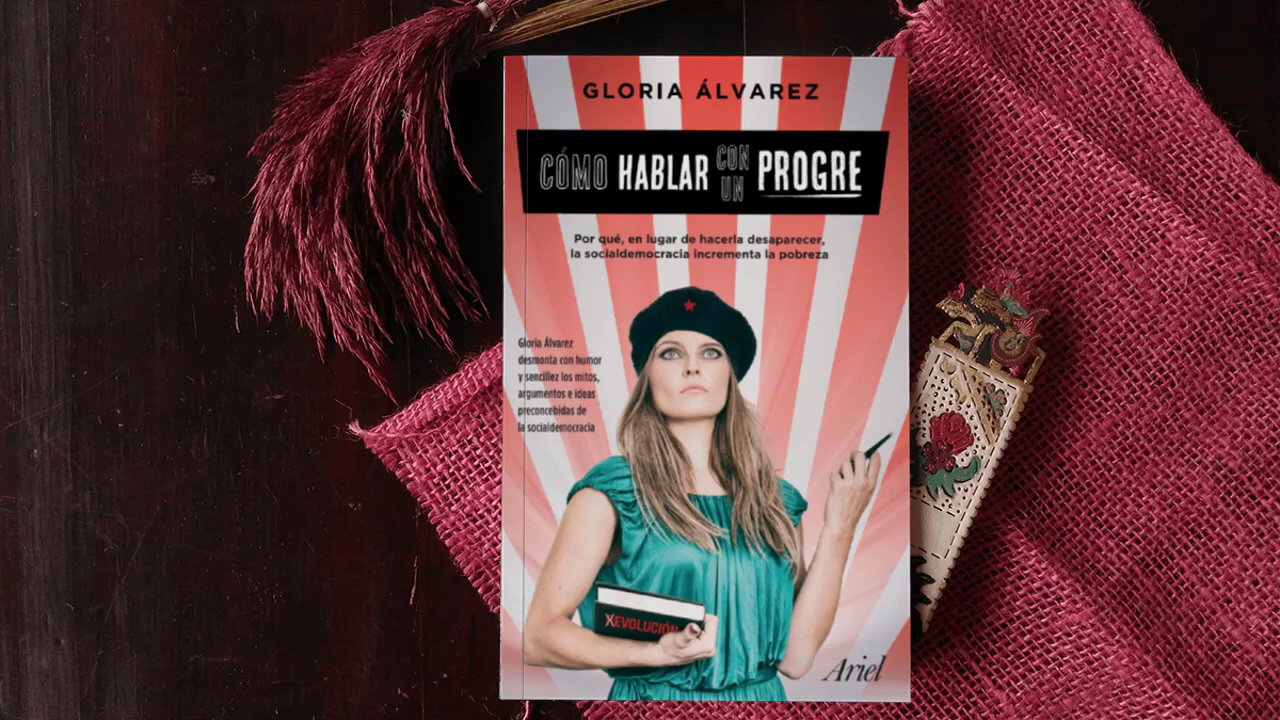 GLORIA ÁLVAREZ
CÓMO HABLAR CON UN PROGRE
Por qué, en lugar de hacerla desaparecer,
la socialdemocracia incrementa la pobreza
Gloria Álvarez
desmonta con humor
y sencillez los mitos,
argumentos e ideas
preconcebidas de
la socialdemocracia
XEVOLUCIÓN
Ariel